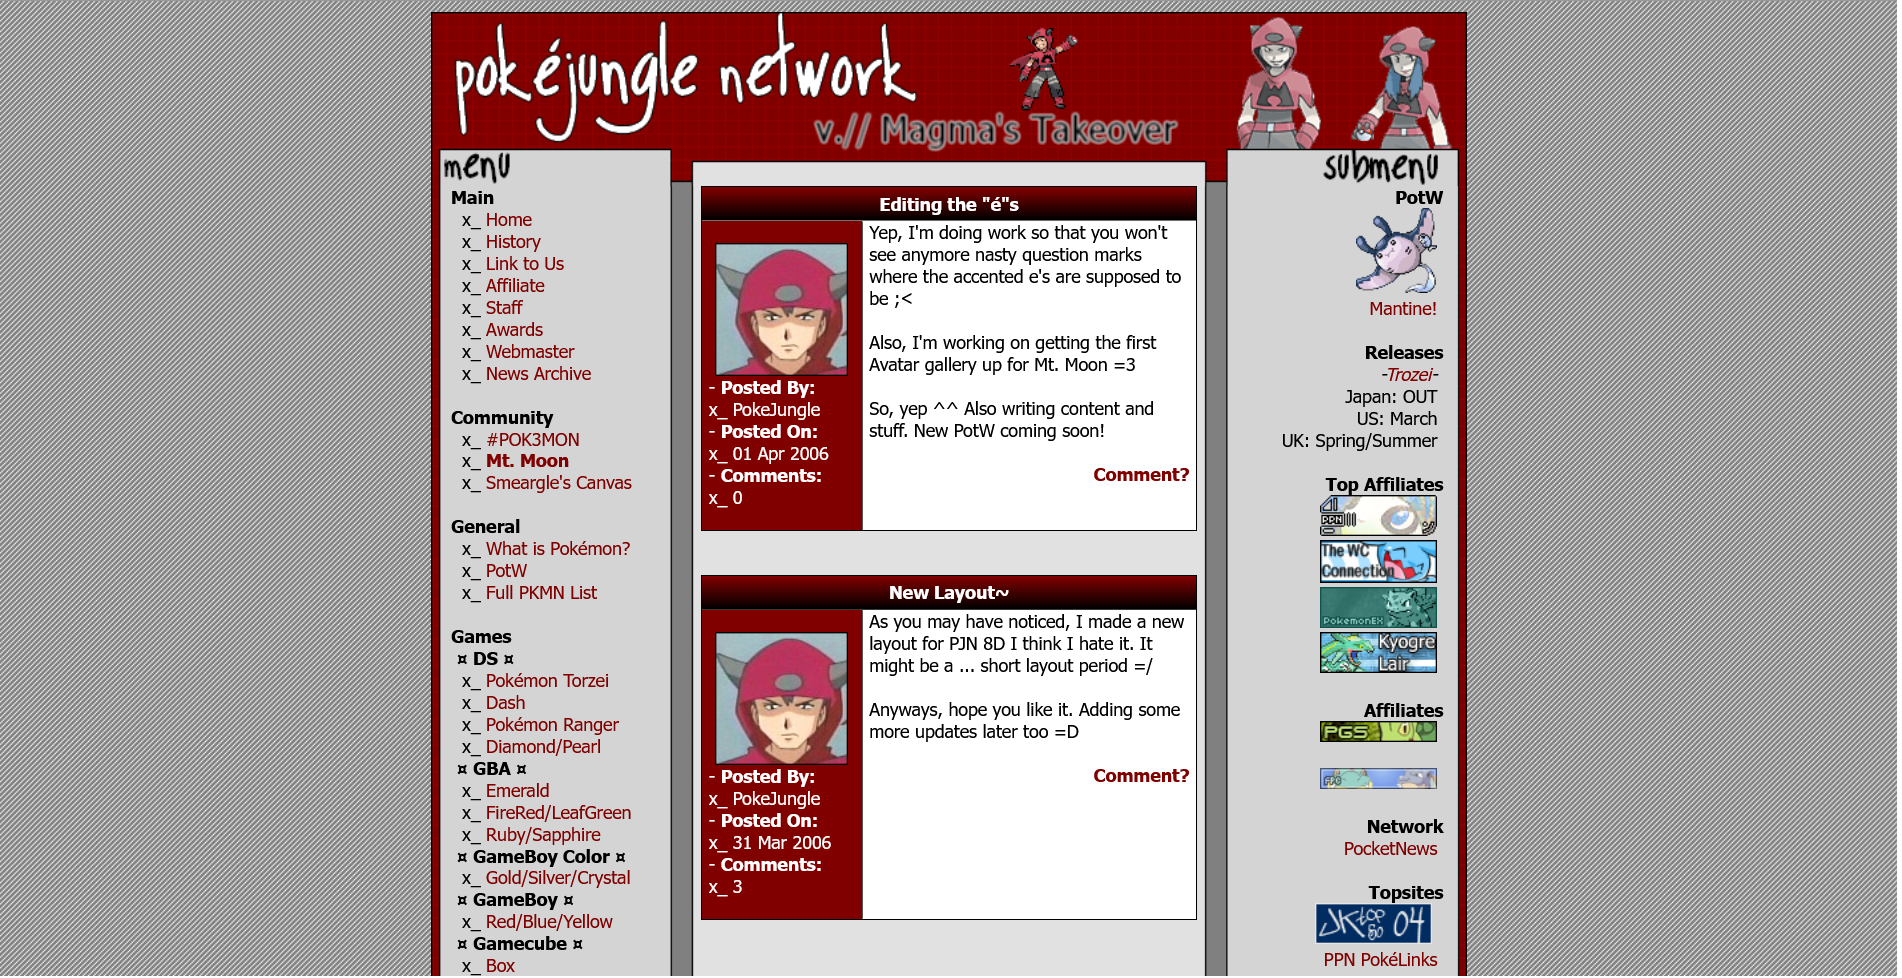 pokéjungle network
v.// Magma's Takeover
menu
Main
x_ Home
x_ History
x_ Link to Us
x_ Affiliate
x_ Staff
x_ Awards
x_ Webmaster
x_ News Archive
Community
x_ #POK3MON
x_ Mt. Moon
x_ Smeargle's Canvas
General
x_ What is Pokémon?
x_ PotW
x_ Full PKMN List
Games
¤ DS ¤
x_ Pokémon Torzei
x_ Dash
x_ Pokémon Ranger
x_ Diamond/Pearl
¤ GBA ¤
x_ Emerald
x_ FireRed/LeafGreen
x_ Ruby/Sapphire
¤ GameBoy Color ¤
x_ Gold/Silver/Crystal
¤ GameBoy ¤
x_ Red/Blue/Yellow
¤ Gamecube ¤
x_ Box
Editing the "é"s
- Posted By:
x_ PokeJungle
- Posted On:
x_ 01 Apr 2006
- Comments:
x_ 0
Yep, I'm doing work so that you won't
see anymore nasty question marks
where the accented e's are supposed to
be ;<
Also, I'm working on getting the first
Avatar gallery up for Mt. Moon =3
So, yep ^^ Also writing content and
stuff. New PotW coming soon!
Comment?
New Layout~
- Posted By:
x_ PokeJungle
- Posted On:
x_ 31 Mar 2006
- Comments:
x_ 3
As you may have noticed, I made a new
layout for PJN 8D I think I hate it. It
might be a ... short layout period =/
Anyways, hope you like it. Adding some
more updates later too =D
Comment?
submenu
PotW
Mantine!
Releases
-Trozei-
Japan: OUT
US: March
UK: Spring/Summer
Top Affiliates
PPN
The WC
Connection
PokemonEX
Kyogre
Lair
Affiliates
PGS
Network
PocketNews
Topsites
JK top 50 04
PPN PokéLinks